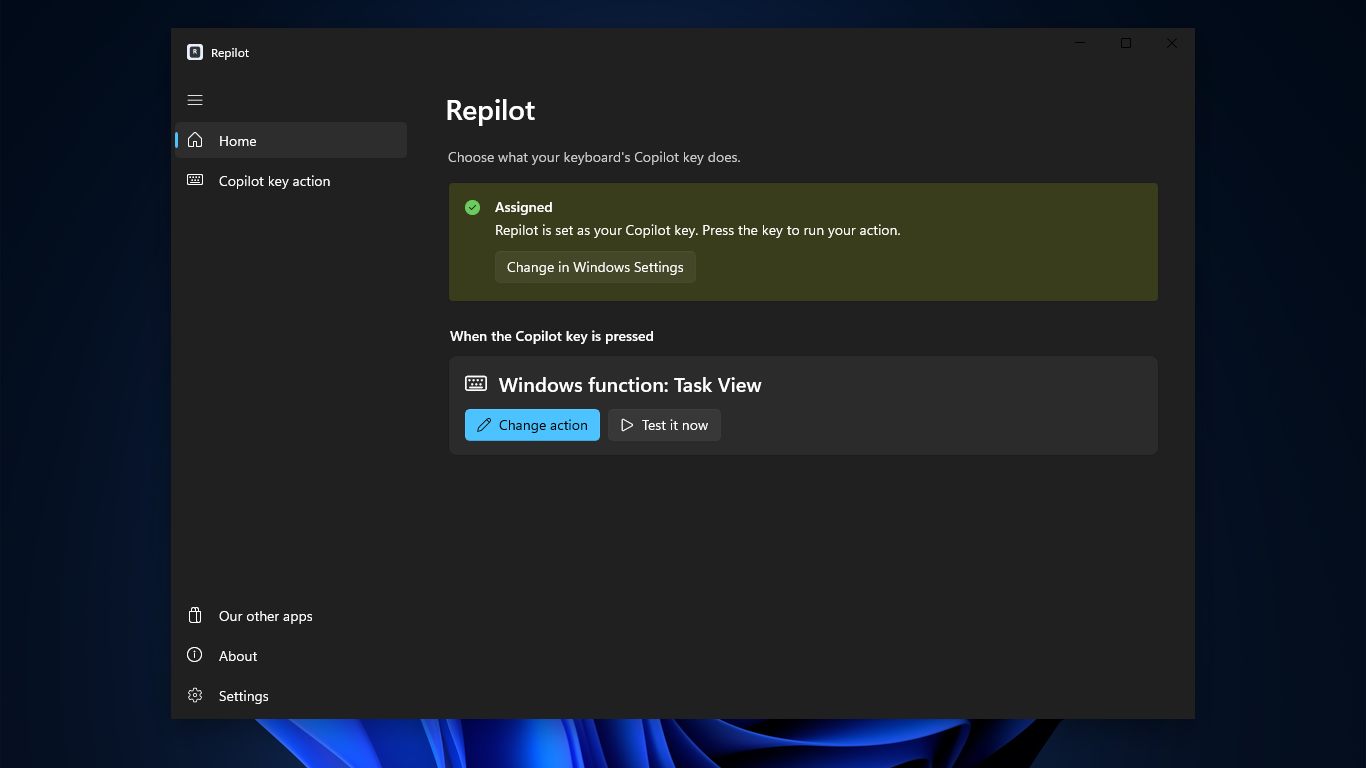 Repilot
Home
Copilot key action
Our other apps
About
Settings
Repilot
Choose what your keyboard's Copilot key does.
Assigned
Repilot is set as your Copilot key. Press the key to run your action.
Change in Windows Settings
When the Copilot key is pressed
Windows function: Task View
Change action
Test it now